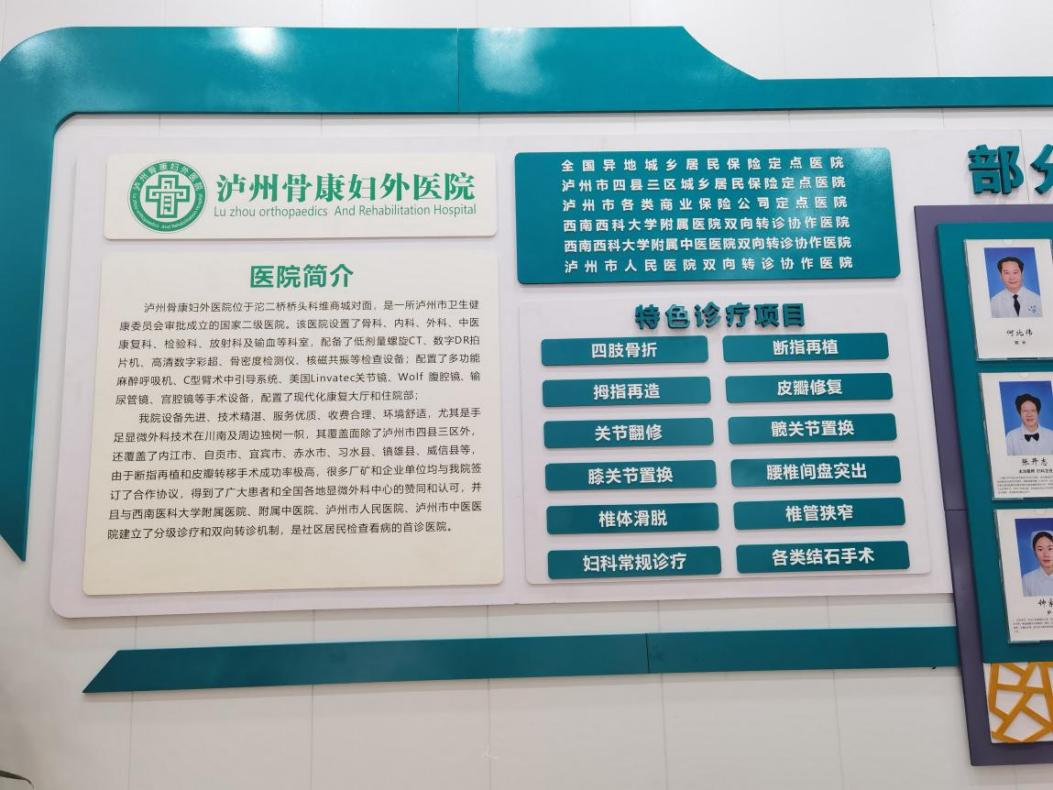 泸州骨康妇外医院
泸州骨康妇外医院
Lu zhou orthopaedics And Rehabilitation Hospital
医院简介
泸州骨康妇外医院位于沱二桥桥头科维商城对面，是一所泸州市卫生健
康委员会审批成立的国家二级医院。该医院设置了骨科、内科、外科、中医
康复科、检验科、放射科及输血等科室，配备了低剂量螺旋CT、数字DR拍
片机、高清数字彩超、骨密度检测仪、核磁共振等检查设备；配置了多功能
麻醉呼吸机、C型臂术中引导系统、美国Linvatec关节镜、Wolf 腹腔镜、输
尿管镜、宫腔镜等手术设备，配置了现代化康复大厅和住院部；
我院设备先进、技术精湛、服务优质、收费合理、环境舒适，尤其是手
足显微外科技术在川南及周边独树一帜，其覆盖面除了泸州市四县三区外，
还覆盖了内江市、自贡市、宜宾市、赤水市、习水县、镇雄县、威信县等，
由于断指再植和皮瓣转移手术成功率极高，很多厂矿和企业单位均与我院签
订了合作协议，得到了广大患者和全国各地显微外科中心的赞同和认可，并
且与西南医科大学附属医院、附属中医院、泸州市人民医院、泸州市中医医
院建立了分级诊疗和双向转诊机制，是社区居民检查看病的首诊医院。
全国异地城乡居民保险定点医院
泸州市四县三区城乡居民保险定点医院
泸州市各类商业保险公司定点医院
西南西科大学附属医院双向转诊协作医院
西南西科大学附属中医医院双向转诊协作医院
泸州市人民医院双向转诊协作医院
特色诊疗项目
四肢骨折 断指再植
拇指再造 皮瓣修复
关节翻修 髋关节置换
膝关节置换 腰椎间盘突出
椎体滑脱 椎管狭窄
妇科常规诊疗 各类结石手术
部分
何兆伟
张开志